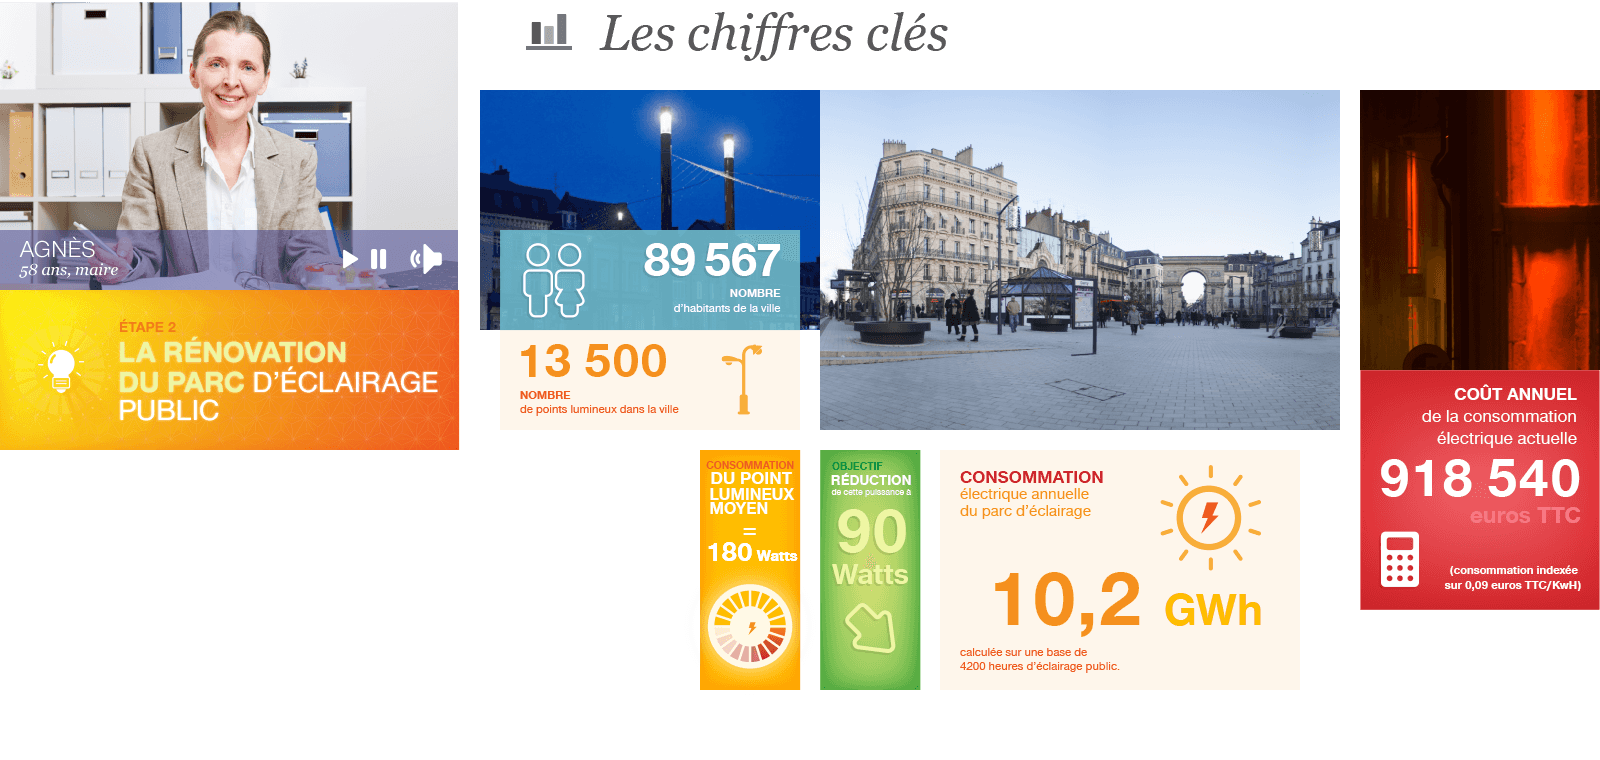 Les chiffres clés
AGNÈS
58 ans, maire
ÉTAPE 2
LA RÉNOVATION
DU PARC D'ÉCLAIRAGE
PUBLIC
89 567
NOMBRE
d'habitants de la ville
13 500
NOMBRE
de points lumineux dans la ville
CONSOMMATION
DU POINT
LUMINEUX
MOYEN
=
180 Watts
OBJECTIF
RÉDUCTION
de cette puissance à
90
Watts
CONSOMMATION
électrique annuelle
du parc d'éclairage
10,2 GWh
calculée sur une base de
4200 heures d'éclairage public.
COÛT ANNUEL
de la consommation
électrique actuelle
918 540
euros TTC
(consommation indexée
sur 0,09 euros TTC/KwH)